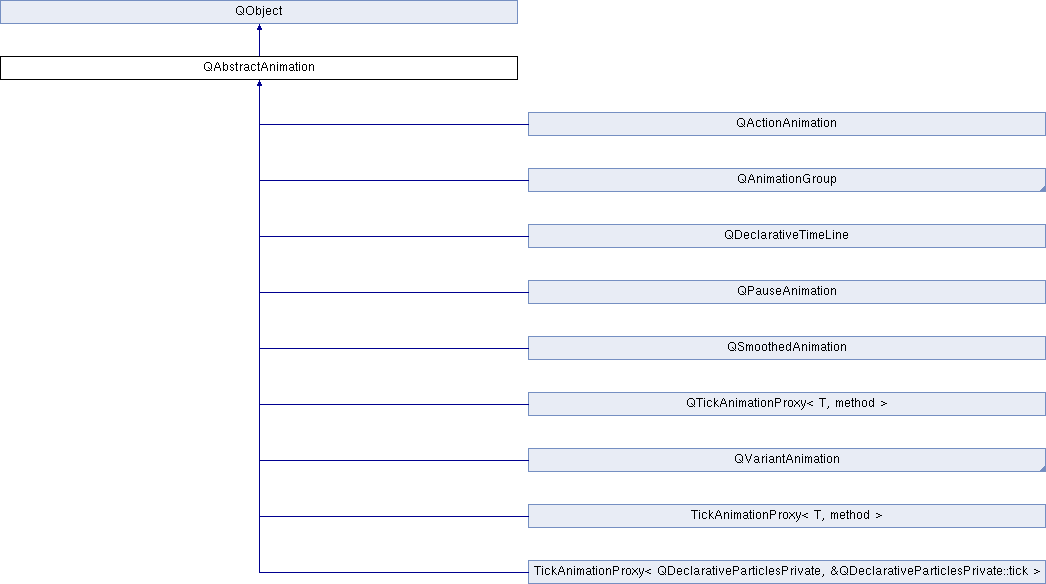 QObject
QAbstractAnimation
QActionAnimation
QAnimationGroup
QDeclarativeTimeLine
QPauseAnimation
QSmoothedAnimation
QTickAnimationProxy< T, method >
QVariantAnimation
TickAnimationProxy< T, method >
TickAnimationProxy< QDeclarativeParticlesPrivate, &QDeclarativeParticlesPrivate::tick >